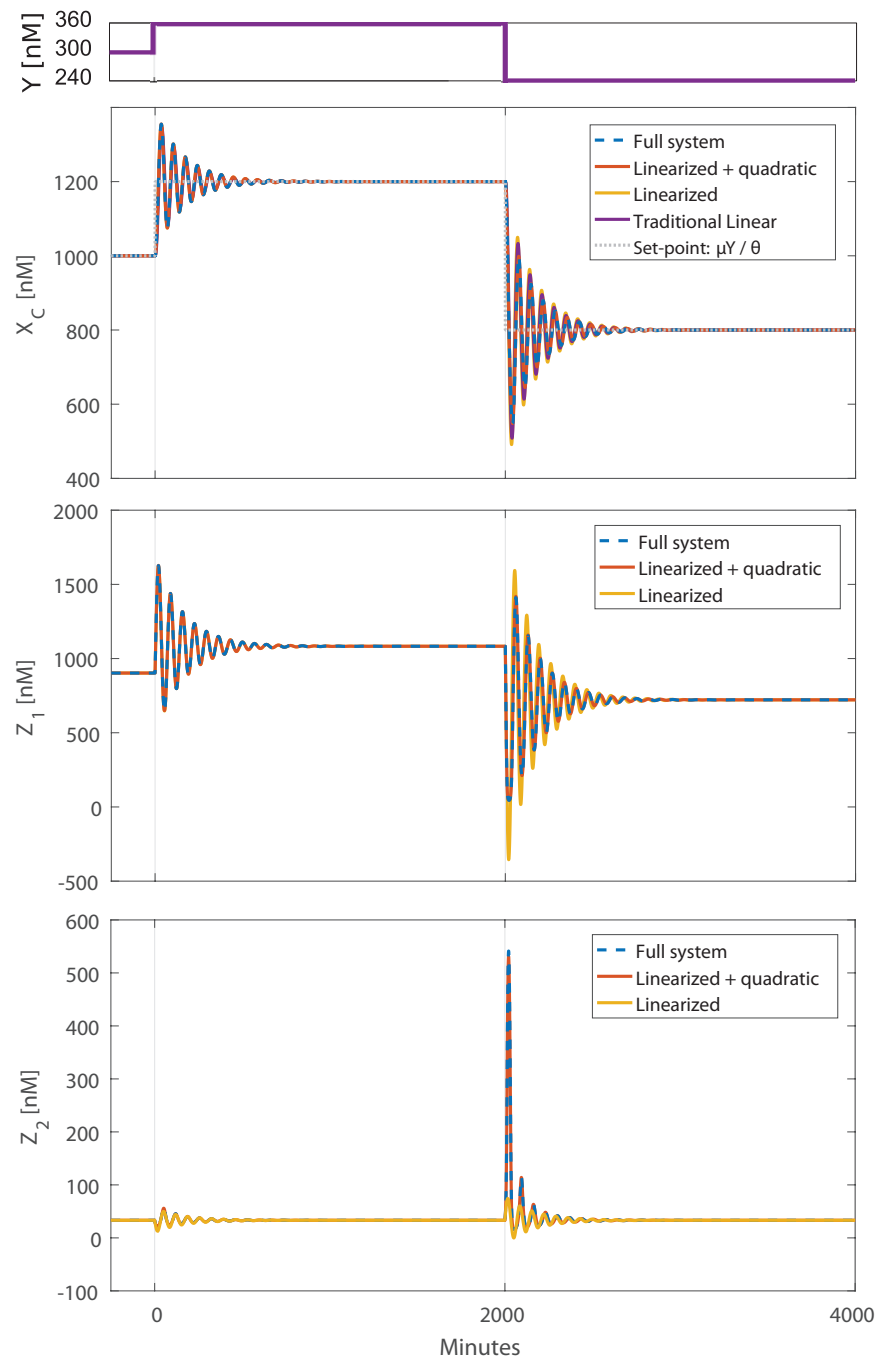 Y [nM]
360
300
240
X_C [nM]
1200
1000
800
600
400
Full system
Linearized + quadratic
Linearized
Traditional Linear
Set-point: μY / θ
Z_1 [nM]
2000
1500
1000
500
0
-500
Full system
Linearized + quadratic
Linearized
Z_2 [nM]
600
500
400
300
200
100
0
-100
Full system
Linearized + quadratic
Linearized
0 2000 4000
Minutes